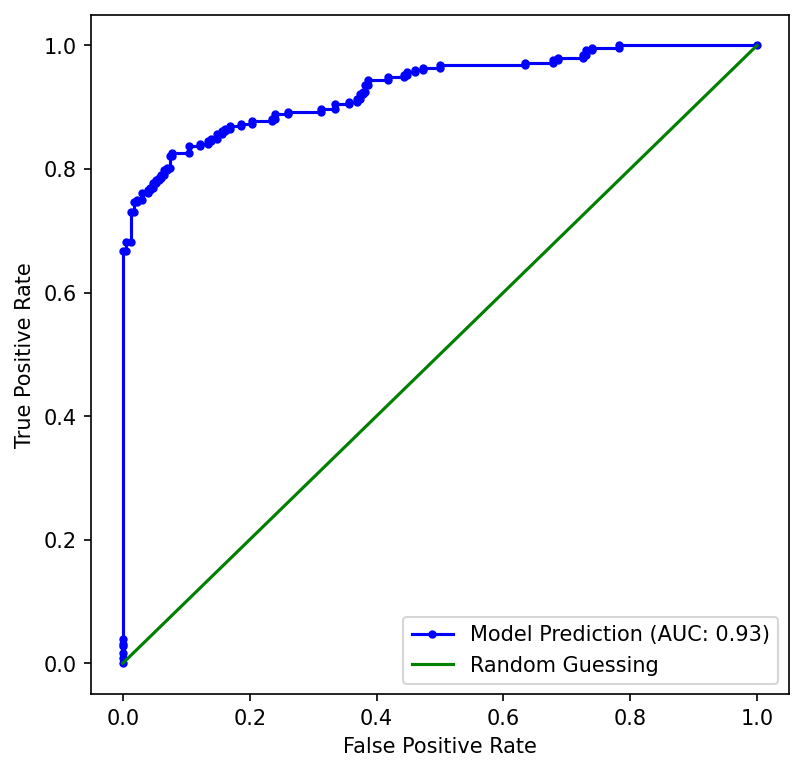 1.0
0.8
0.6
0.4
0.2
0.0
True Positive Rate
Model Prediction (AUC: 0.93)
Random Guessing
0.0 0.2 0.4 0.6 0.8 1.0
False Positive Rate